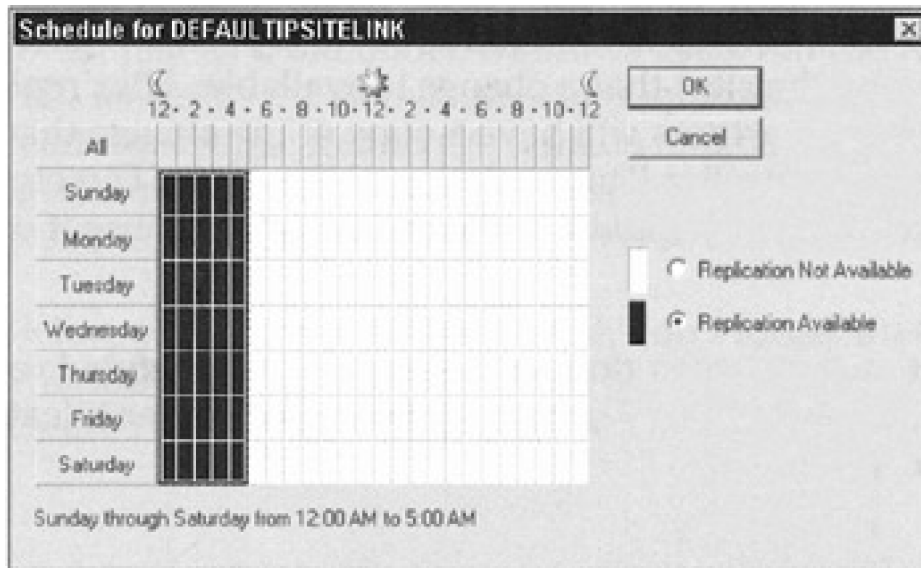 Schedule for DEFAULTIPSITELINK
OK
12 · 2 · 4 · 6 · 8 · 10 · 12 · 2 · 4 · 6 · 8 · 10 · 12
Cancel
All
Sunday
Monday
Tuesday
Wednesday
Thursday
Friday
Saturday
Replication Not Available
Replication Available
Sunday through Saturday from 12:00 AM to 5:00 AM